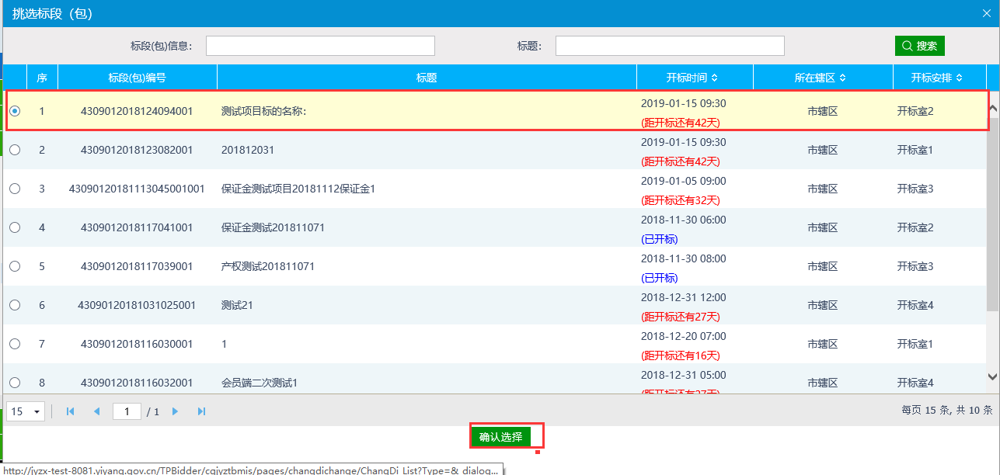 挑选标段（包）
标段(包)信息： 标题： 搜索
序 标段(包)编号 标题 开标时间 所在辖区 开标安排
1 4309012018124094001 测试项目标的名称： 2019-01-15 09:30 市辖区 开标室2
(距开标还有42天)
2 4309012018123082001 201812031 2019-01-15 09:30 市辖区 开标室1
(距开标还有42天)
3 43090120181113045001001 保证金测试项目20181112保证金1 2019-01-05 09:00 市辖区 开标室3
(距开标还有32天)
4 4309012018117041001 保证金测试201811071 2018-11-30 06:00 市辖区 开标室2
(已开标)
5 4309012018117039001 产权测试201811071 2018-11-30 08:00 市辖区 开标室3
(已开标)
6 43090120181031025001 测试21 2018-12-31 12:00 市辖区 开标室4
(距开标还有27天)
7 4309012018116030001 1 2018-12-20 07:00 市辖区 开标室1
(距开标还有16天)
8 4309012018116032001 会员端二次测试1 2018-12-31 05:00 市辖区 开标室4
(距开标还有27天)
15 1 / 1 每页 15 条, 共 10 条
确认选择
http://jyzx-test-8081.yiyang.gov.cn/TPBidder/cqjyztbmis/pages/changdichange/ChangDi_List?Type=&_dialog...